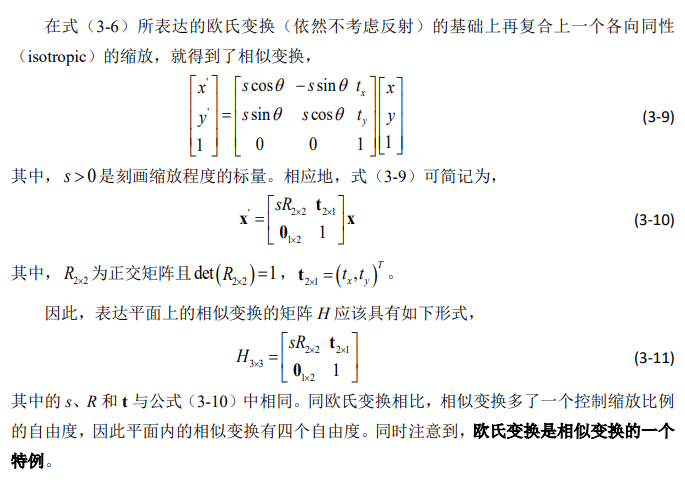 在式（3-6）所表达的欧氏变换（依然不考虑反射）的基础上再复合上一个各向同性
（isotropic）的缩放，就得到了相似变换，
\begin{bmatrix} x^{'} \\ y^{'} \\ 1 \end{bmatrix} = \begin{bmatrix} s\cos\theta & -s\sin\theta & t_x \\ s\sin\theta & s\cos\theta & t_y \\ 0 & 0 & 1 \end{bmatrix} \begin{bmatrix} x \\ y \\ 1 \end{bmatrix} (3-9)
其中，s>0是刻画缩放程度的标量。相应地，式（3-9）可简记为，
\mathbf{x}^{'} = \begin{bmatrix} sR_{2\times2} & \mathbf{t}_{2\times1} \\ \mathbf{0}_{1\times2} & 1 \end{bmatrix} \mathbf{x} (3-10)
其中，R_{2\times2}为正交矩阵且\det(R_{2\times2})=1，\mathbf{t}_{2\times1}=(t_x,t_y)^T。
因此，表达平面上的相似变换的矩阵 H 应该具有如下形式，
H_{3\times3} = \begin{bmatrix} sR_{2\times2} & \mathbf{t}_{2\times1} \\ \mathbf{0}_{1\times2} & 1 \end{bmatrix} (3-11)
其中的 s、R 和 t 与公式（3-10）中相同。同欧氏变换相比，相似变换多了一个控制缩放比例
的自由度，因此平面内的相似变换有四个自由度。同时注意到，欧氏变换是相似变换的一个
特例。